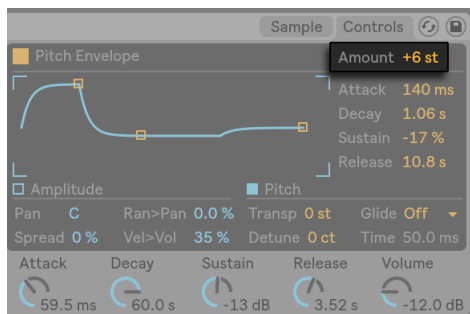 Sample Controls
Pitch Envelope Amount +6 st
Attack 140 ms
Decay 1.06 s
Sustain -17 %
Release 10.8 s
Amplitude Pitch
Pan C Ran>Pan 0.0 % Transp 0 st Glide Off
Spread 0 % Vel>Vol 35 % Detune 0 ct Time 50.0 ms
Attack Decay Sustain Release Volume
59.5 ms 60.0 s -13 dB 3.52 s -12.0 dB